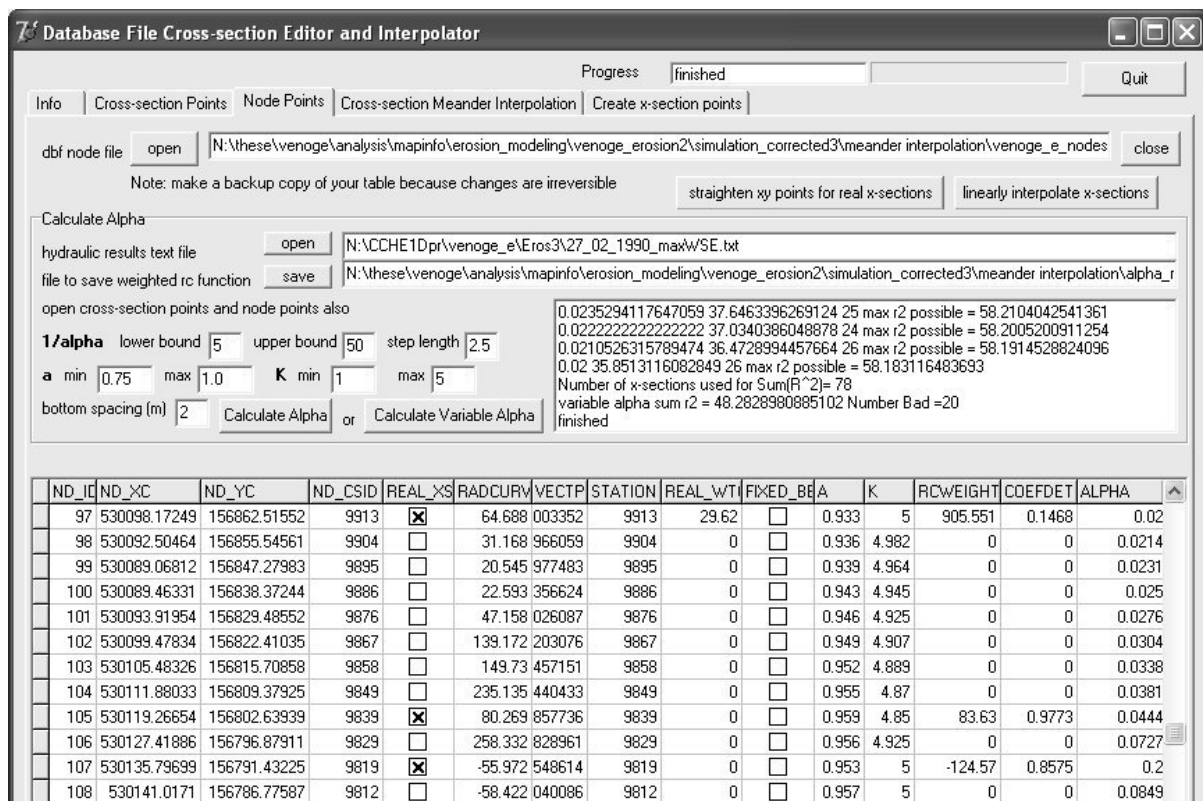 Database File Cross-section Editor and Interpolator
Progress finished Quit
Info Cross-section Points Node Points Cross-section Meander Interpolation Create x-section points
dbf node file open N:\these\venoge\analysis\mapinfo\erosion_modeling\venoge_erosion2\simulation_corrected3\meander interpolation\venoge_e_nodes close
Note: make a backup copy of your table because changes are irreversible straighten xy points for real x-sections linearly interpolate x-sections
Calculate Alpha
hydraulic results text file open N:\CCHE1Dpr\venoge_e\Eros3\27_02_1990_maxWSE.txt
file to save weighted rc function save N:\these\venoge\analysis\mapinfo\erosion_modeling\venoge_erosion2\simulation_corrected3\meander interpolation\alpha_r
open cross-section points and node points also
1/alpha lower bound 5 upper bound 50 step length 2.5
a min 0.75 max 1.0 K min 1 max 5
bottom spacing (m) 2 Calculate Alpha or Calculate Variable Alpha
0.0235294117647059 37.6463396269124 25 max r2 possible = 58.2104042541361
0.0222222222222222 37.0340386048878 24 max r2 possible = 58.2005200911254
0.0210526315789474 36.4728994457664 26 max r2 possible = 58.1914528824096
0.02 35.8513116082849 26 max r2 possible = 58.183116483693
Number of x-sections used for Sum(R^2)= 78
variable alpha sum r2 = 48.2828980885102 Number Bad =20
finished
ND_ID ND_XC ND_YC ND_CSID REAL_XS RADCURV VECTP STATION REAL_WT FIXED_BE A K RCWEIGHT COEFDET ALPHA
97 530098.17249 156862.51552 9913 64.688 003352 9913 29.62 0.933 5 905.551 0.1468 0.02
98 530092.50464 156855.54561 9904 31.168 966059 9904 0 0.936 4.982 0 0 0.0214
99 530089.06812 156847.27983 9895 20.545 977483 9895 0 0.939 4.964 0 0 0.0231
100 530089.46331 156838.37244 9886 22.593 356624 9886 0 0.943 4.945 0 0 0.025
101 530093.91954 156829.48552 9876 47.158 026087 9876 0 0.946 4.925 0 0 0.0276
102 530099.47834 156822.41035 9867 139.172 203076 9867 0 0.949 4.907 0 0 0.0304
103 530105.48326 156815.70858 9858 149.73 457151 9858 0 0.952 4.889 0 0 0.0338
104 530111.88033 156809.37925 9849 235.135 440433 9849 0 0.955 4.87 0 0 0.0381
105 530119.26654 156802.63939 9839 80.269 857736 9839 0 0.959 4.85 83.63 0.9773 0.0444
106 530127.41886 156796.87911 9829 258.332 828961 9829 0 0.956 4.925 0 0 0.0727
107 530135.79699 156791.43225 9819 -55.972 548614 9819 0 0.953 5 -124.57 0.8575 0.2
108 530141.0171 156786.77587 9812 -58.422 040086 9812 0 0.957 5 0 0 0.0849